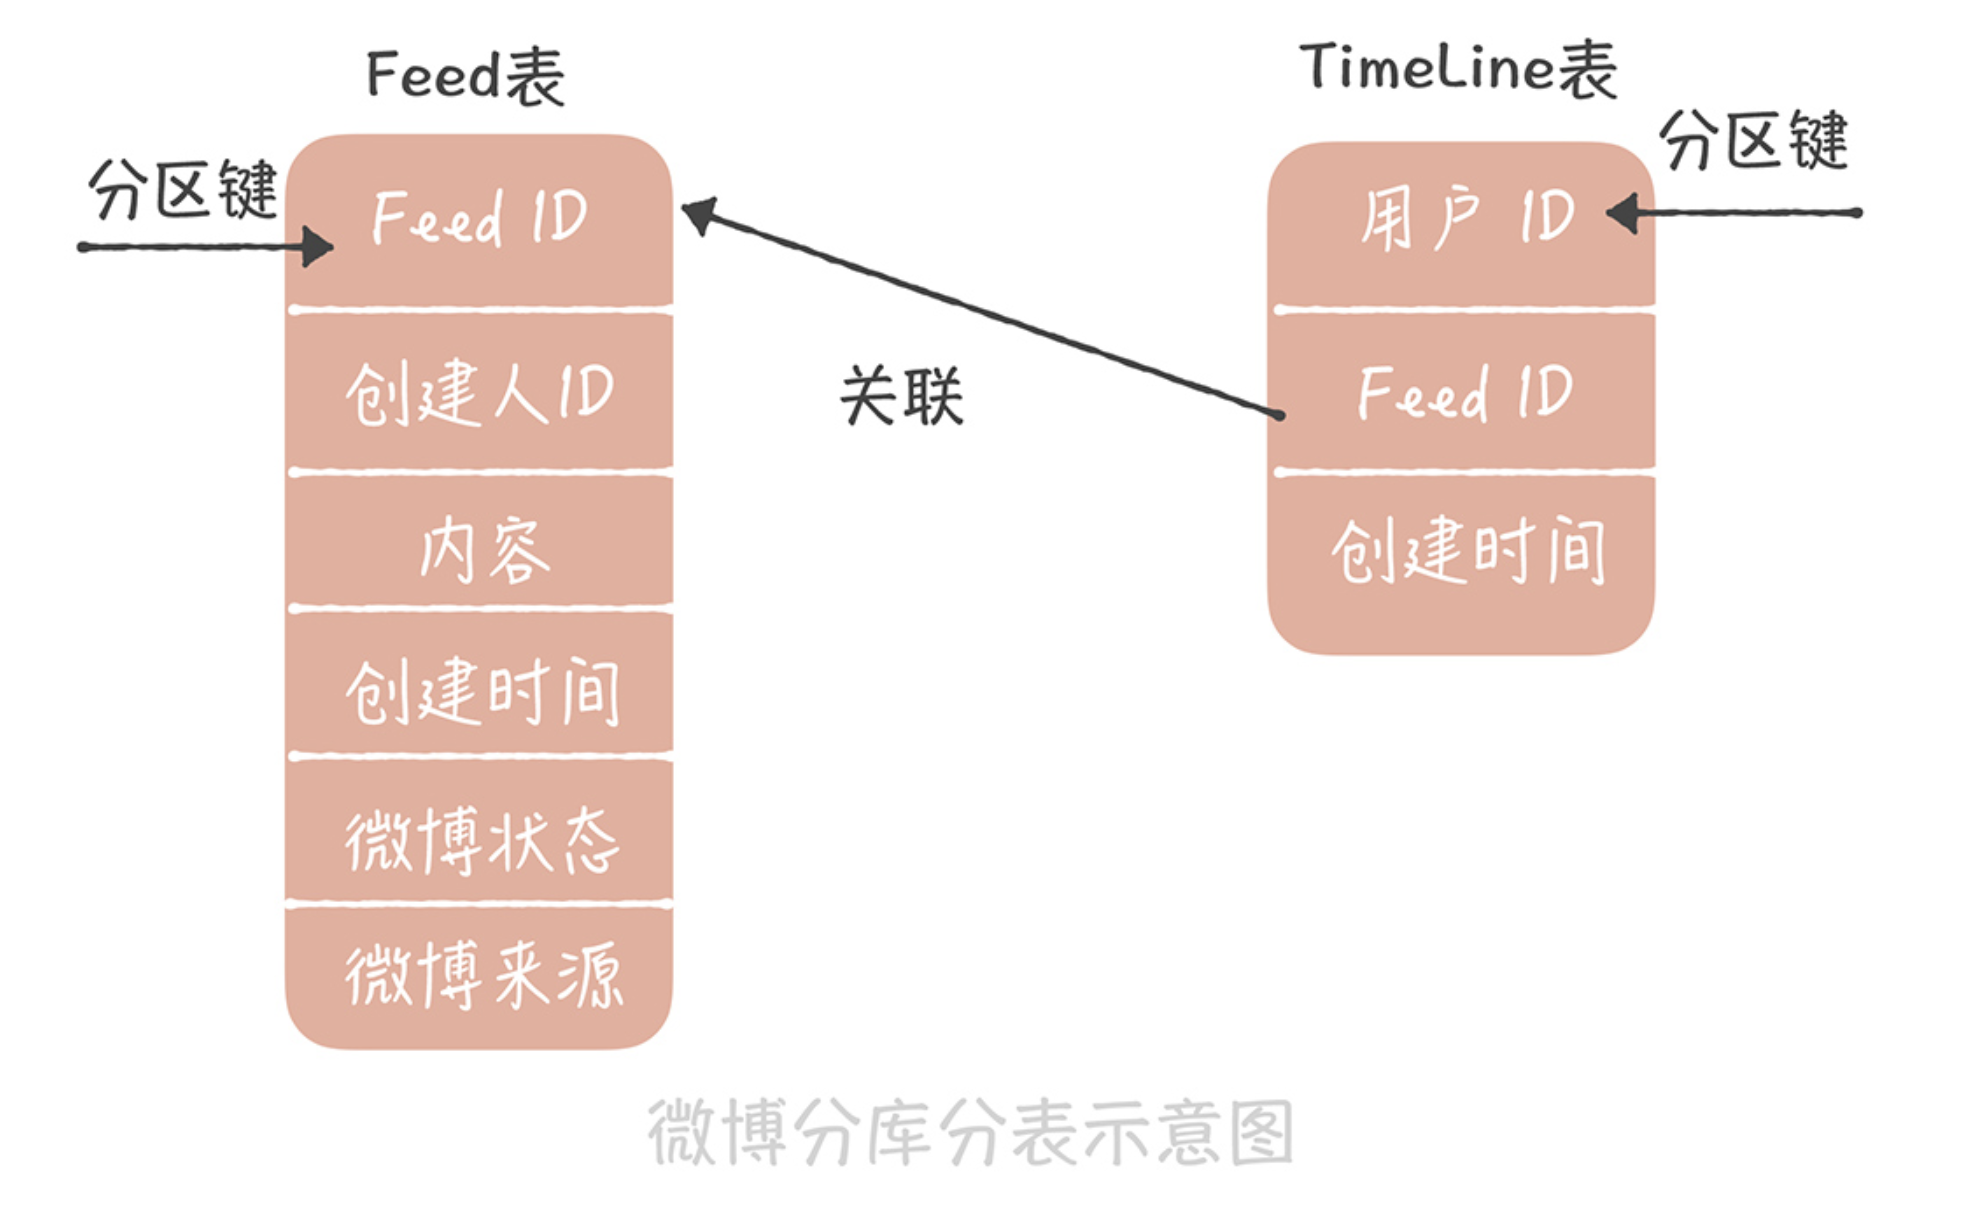 Feed表
分区键
Feed ID
创建人ID
内容
创建时间
微博状态
微博来源
关联
TimeLine表
分区键
用户 ID
Feed ID
创建时间
微博分库分表示意图